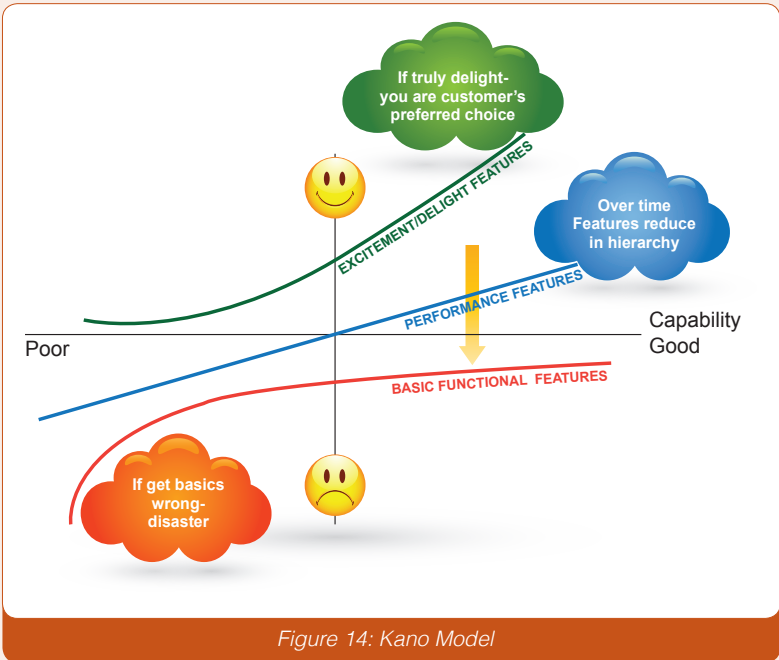 If truly delight-
you are customer's
preferred choice
EXCITEMENT/DELIGHT FEATURES
Over time
Features reduce
in hierarchy
PERFORMANCE FEATURES
Capability
Good
Poor
BASIC FUNCTIONAL FEATURES
If get basics
wrong-
disaster
Figure 14: Kano Model